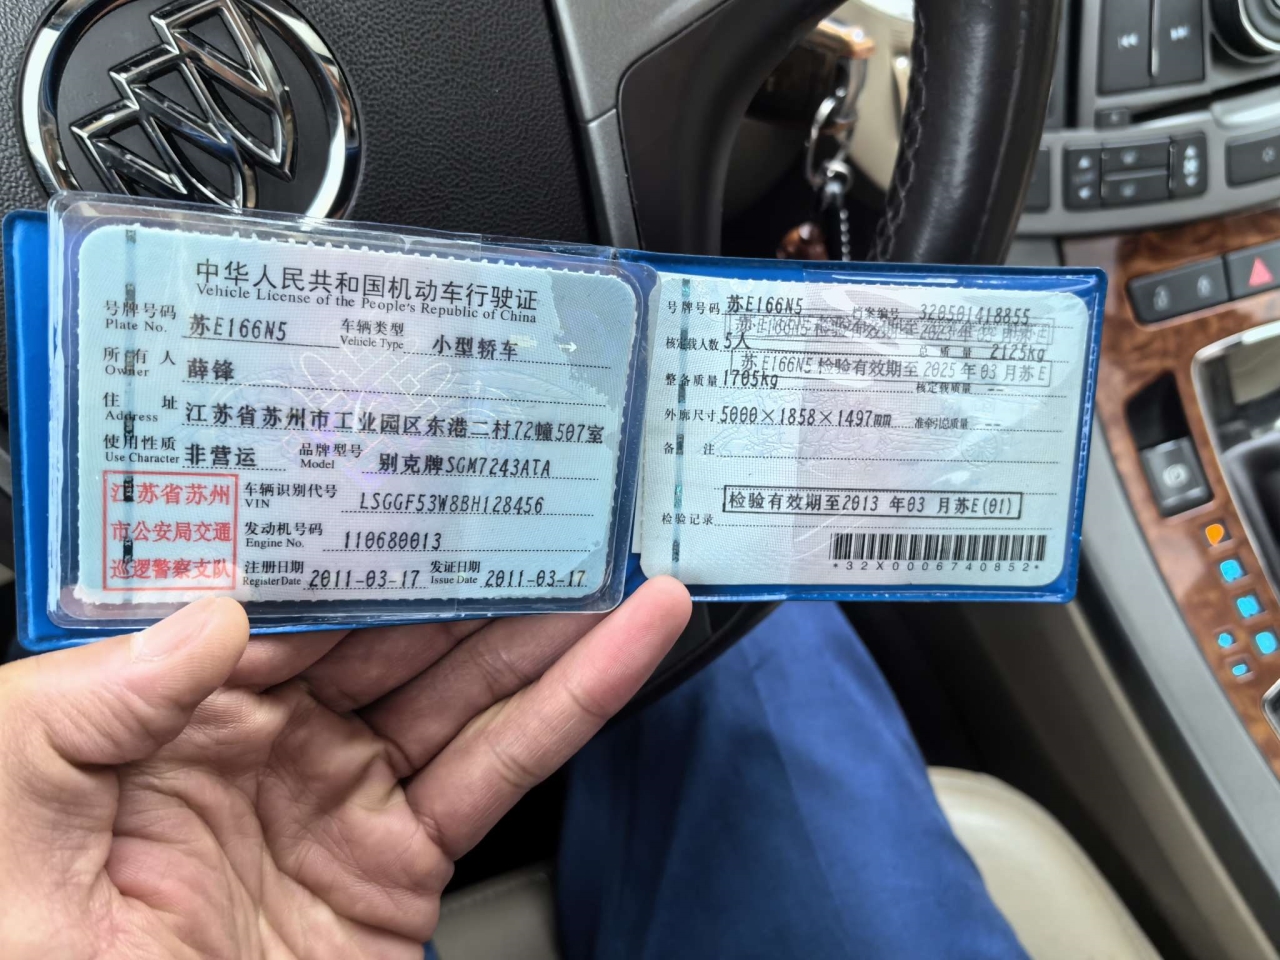 中华人民共和国机动车行驶证
Vehicle License of the People's Republic of China
号牌号码 苏E166N5 车辆类型 小型轿车
Plate No. Vehicle Type
所有人 薛锋
Owner
住址 江苏省苏州市工业园区东港二村72幢507室
Address
使用性质 非营运 品牌型号 别克牌SGM7243ATA
Use Character Model
江苏省苏州
市公安局交通
巡逻警察支队
车辆识别代号 LSGGF53W8BH128456
VIN
发动机号码 110680013
Engine No.
注册日期 2011-03-17 发证日期 2011-03-17
Register Date Issue Date
号牌号码 苏E166N5 档案编号 320501418855
核定载人数 5人 总质量 2125kg
苏E166N5 检验有效期至 2025 年 03 月苏E
整备质量 1705kg 核定载质量 --
外廓尺寸 5000×1858×1497mm 准牵引总质量 --
备注
检验有效期至2013 年03 月苏E(01)
检验记录
*32X0006740852*